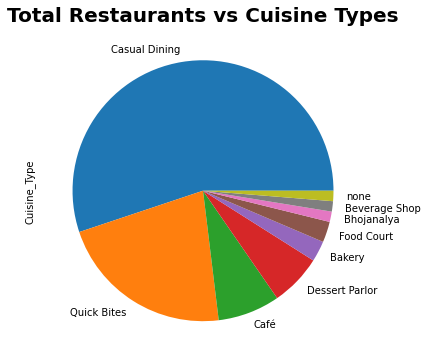 Total Restaurants vs Cuisine Types
Casual Dining
Cuisine_Type
none
Beverage Shop
Bhojanalya
Food Court
Bakery
Dessert Parlor
Café
Quick Bites